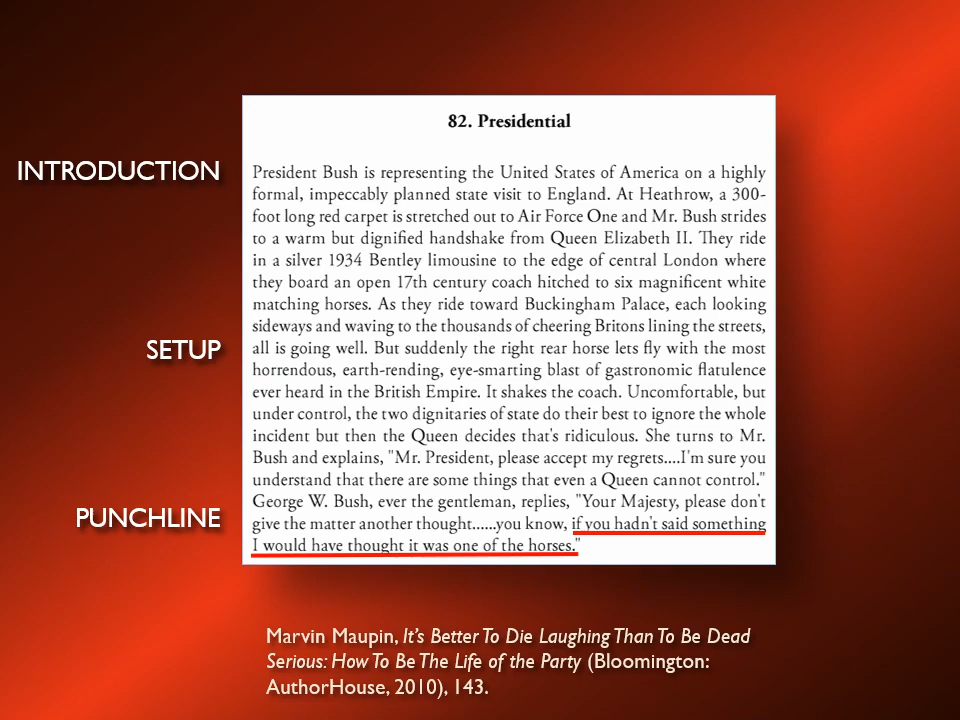 82. Presidential
INTRODUCTION
President Bush is representing the United States of America on a highly
formal, impeccably planned state visit to England. At Heathrow, a 300-
foot long red carpet is stretched out to Air Force One and Mr. Bush strides
to a warm but dignified handshake from Queen Elizabeth II. They ride
in a silver 1934 Bentley limousine to the edge of central London where
they board an open 17th century coach hitched to six magnificent white
matching horses. As they ride toward Buckingham Palace, each looking
sideways and waving to the thousands of cheering Britons lining the streets,
SETUP
all is going well. But suddenly the right rear horse lets fly with the most
horrendous, earth-rending, eye-smarting blast of gastronomic flatulence
ever heard in the British Empire. It shakes the coach. Uncomfortable, but
under control, the two dignitaries of state do their best to ignore the whole
incident but then the Queen decides that's ridiculous. She turns to Mr.
Bush and explains, "Mr. President, please accept my regrets....I'm sure you
understand that there are some things that even a Queen cannot control."
George W. Bush, ever the gentleman, replies, "Your Majesty, please don't
PUNCHLINE
give the matter another thought......you know, if you hadn't said something
I would have thought it was one of the horses."
Marvin Maupin, It's Better To Die Laughing Than To Be Dead
Serious: How To Be The Life of the Party (Bloomington:
AuthorHouse, 2010), 143.